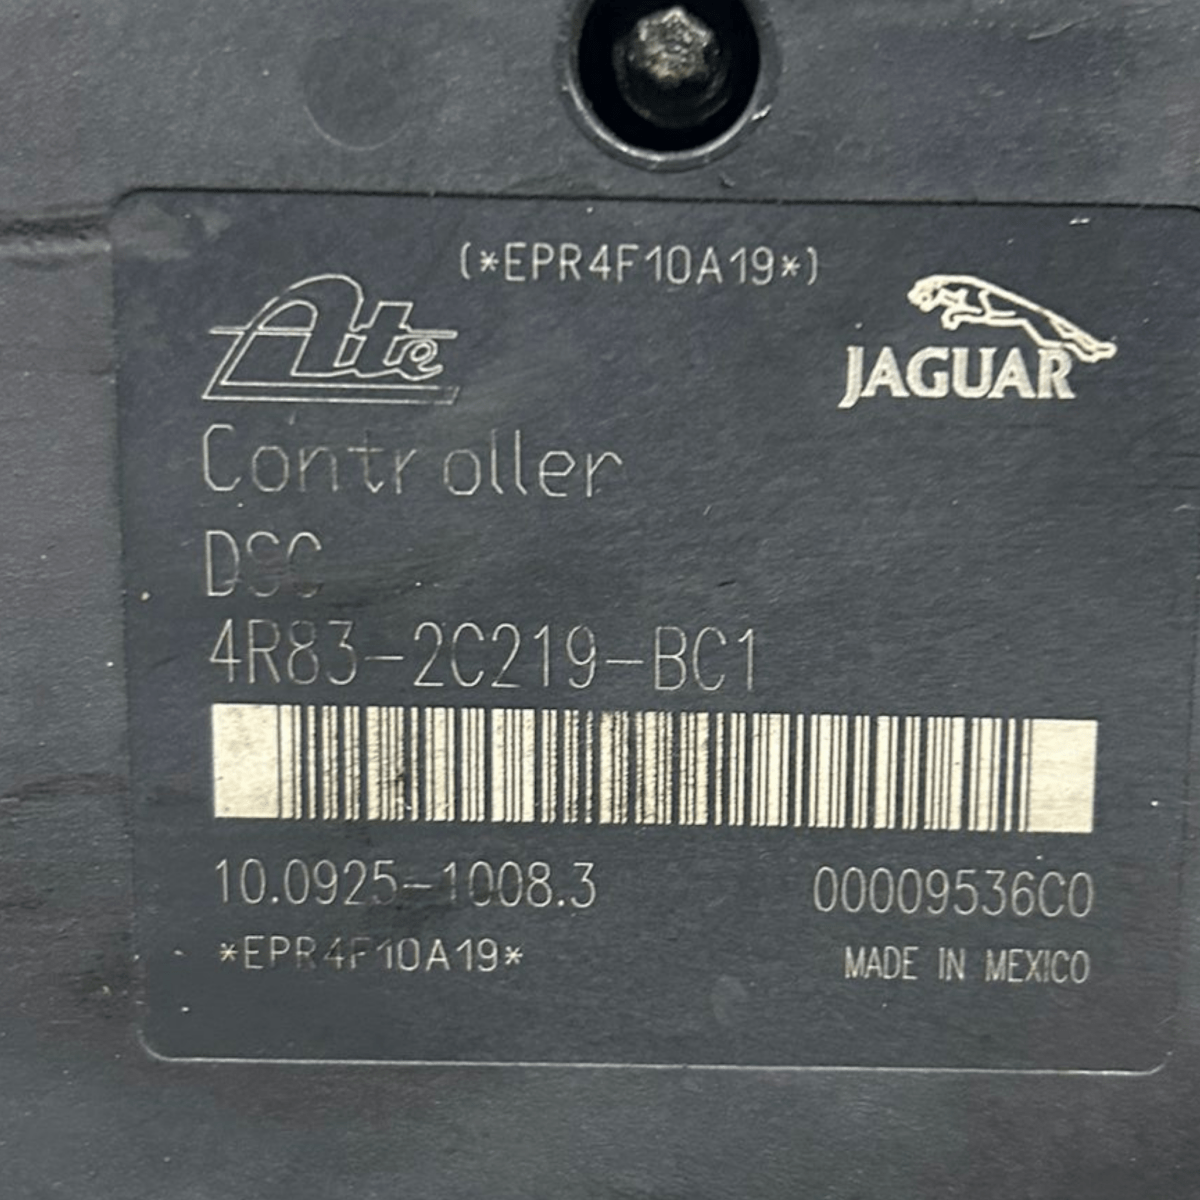 (*EPR4F10A19*)
Ate
JAGUAR
Controller
DSC
4R83-2C219-BC1
10.0925-1008.3
00009536C0
*EPR4F10A19*
MADE IN MEXICO